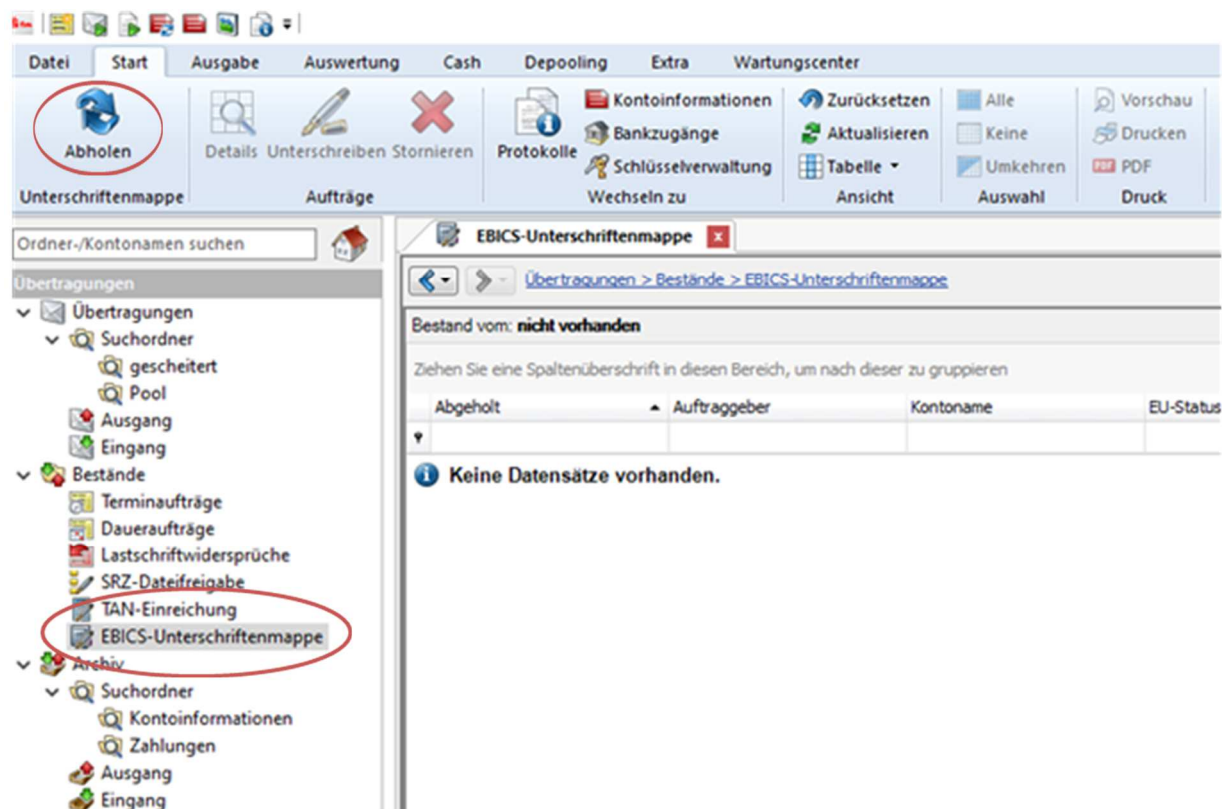 Datei Start Ausgabe Auswertung Cash Depooling Extra Wartungscenter
Abholen
Unterschriftenmappe
Details Unterschreiben Stornieren
Aufträge
Protokolle
Kontoinformationen
Bankzugänge
Schlüsselverwaltung
Wechseln zu
Zurücksetzen
Aktualisieren
Tabelle
Ansicht
Alle
Keine
Umkehren
Auswahl
Vorschau
Drucken
PDF PDF
Druck
Ordner-/Kontonamen suchen
Übertragungen
Übertragungen
Suchordner
gescheitert
Pool
Ausgang
Eingang
Bestände
Terminaufträge
Daueraufträge
Lastschriftwidersprüche
SRZ-Dateifreigabe
TAN-Einreichung
EBICS-Unterschriftenmappe
Archiv
Suchordner
Kontoinformationen
Zahlungen
Ausgang
Eingang
EBICS-Unterschriftenmappe
Übertragungen > Bestände > EBICS-Unterschriftenmappe
Bestand vom: nicht vorhanden
Ziehen Sie eine Spaltenüberschrift in diesen Bereich, um nach dieser zu gruppieren
Abgeholt Auftraggeber Kontoname EU-Status
Keine Datensätze vorhanden.